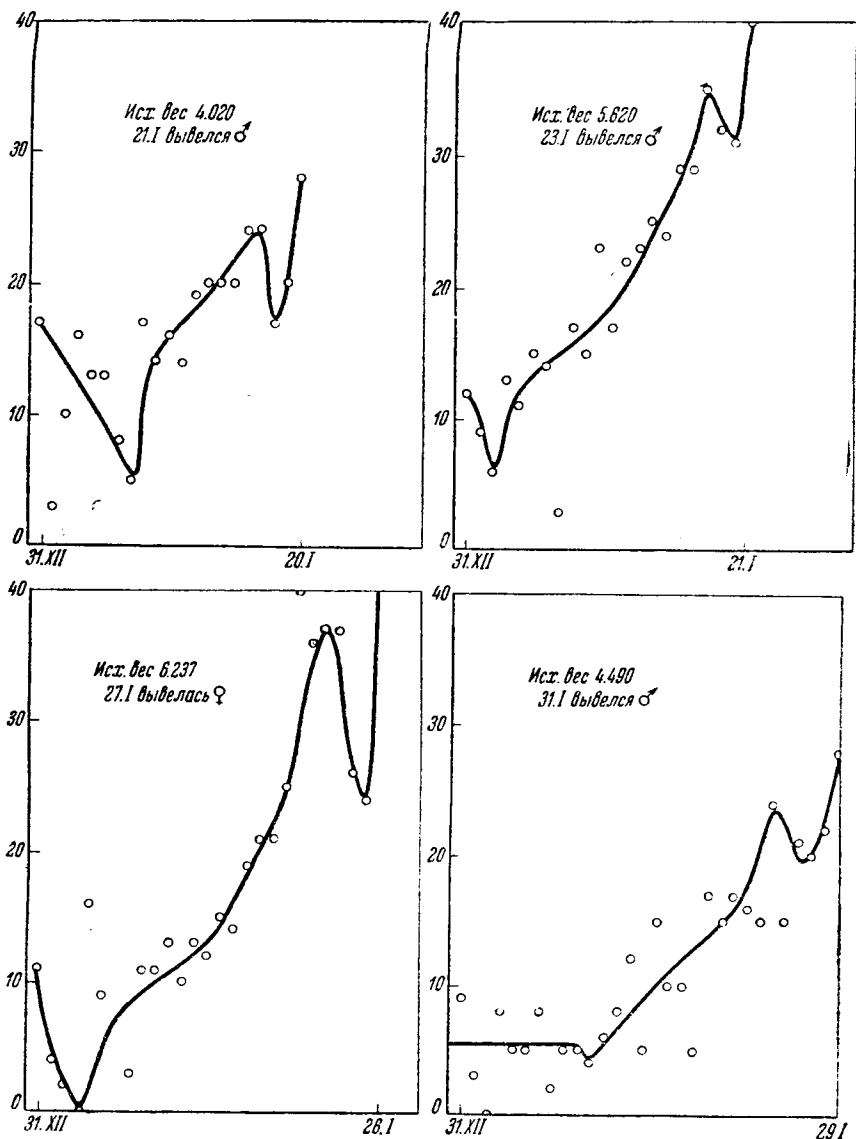 40
30
20
10
0
Исх. вес 4.020
21.I вывелся ♂
31.XII
20.I
40
30
20
10
0
Исх. вес 5.620
23.I вывелся ♂
31.XII
21.I
40
30
20
10
0
Исх. вес 6.237
27.I вывелась ♀
31.XII
26.I
40
30
20
10
0
Исх. вес 4.490
31.I вывелся ♂
31.XII
29.I